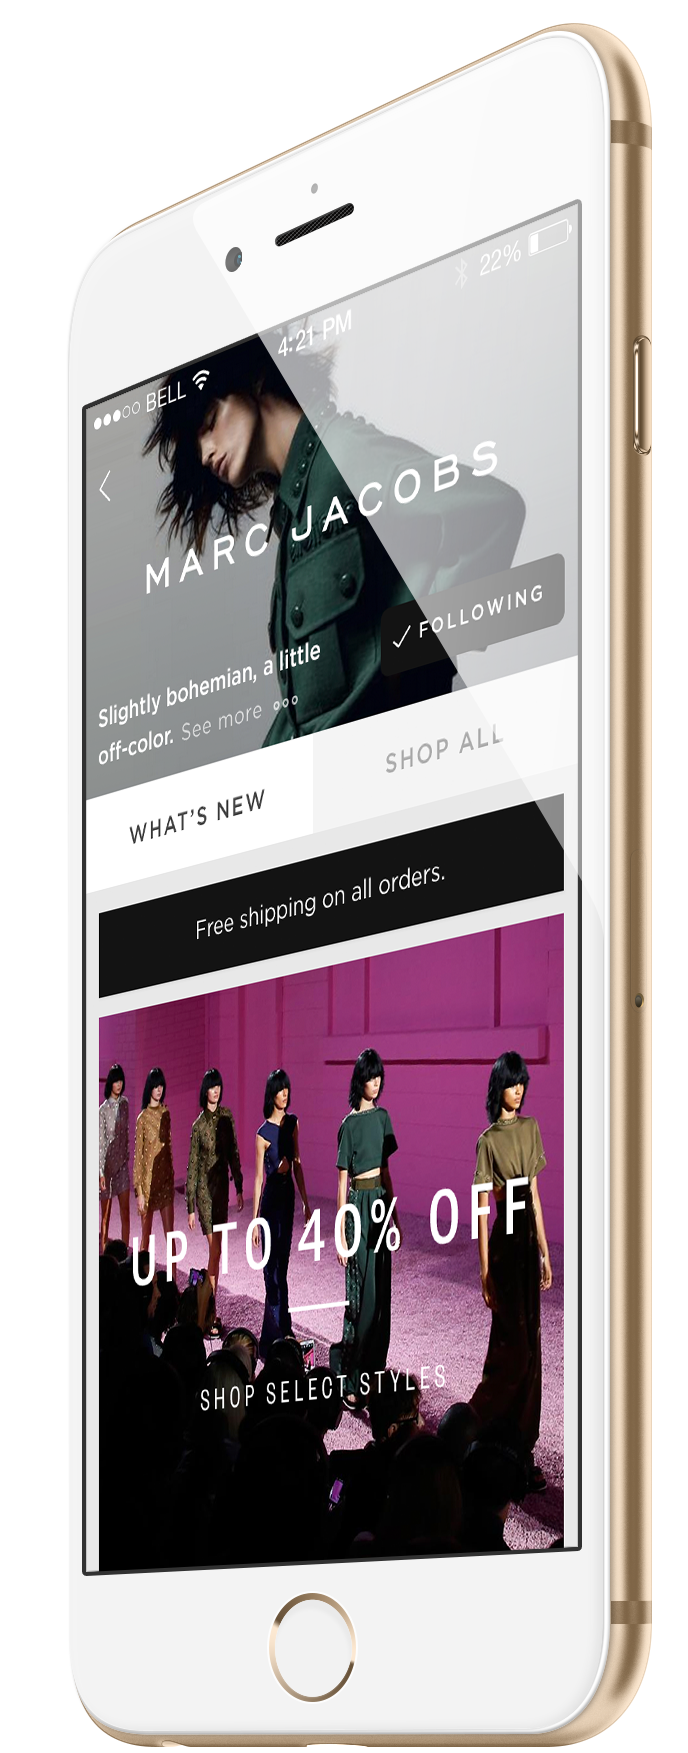 BELL 4:21 PM 22%
MARC JACOBS
Slightly bohemian, a little
off-color. See more
✓ FOLLOWING
WHAT'S NEW
SHOP ALL
Free shipping on all orders.
UP TO 40% OFF
SHOP SELECT STYLES